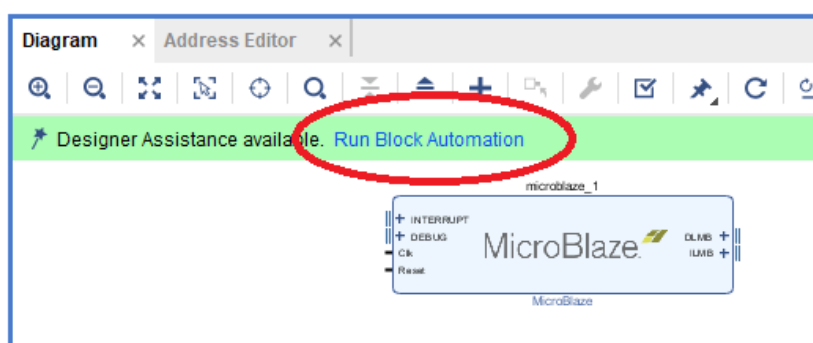 Diagram × Address Editor ×
Designer Assistance available. Run Block Automation
microblaze_1
INTERRUPT
DEBUG
Clk
Reset
MicroBlaze
DLMB
ILMB
MicroBlaze